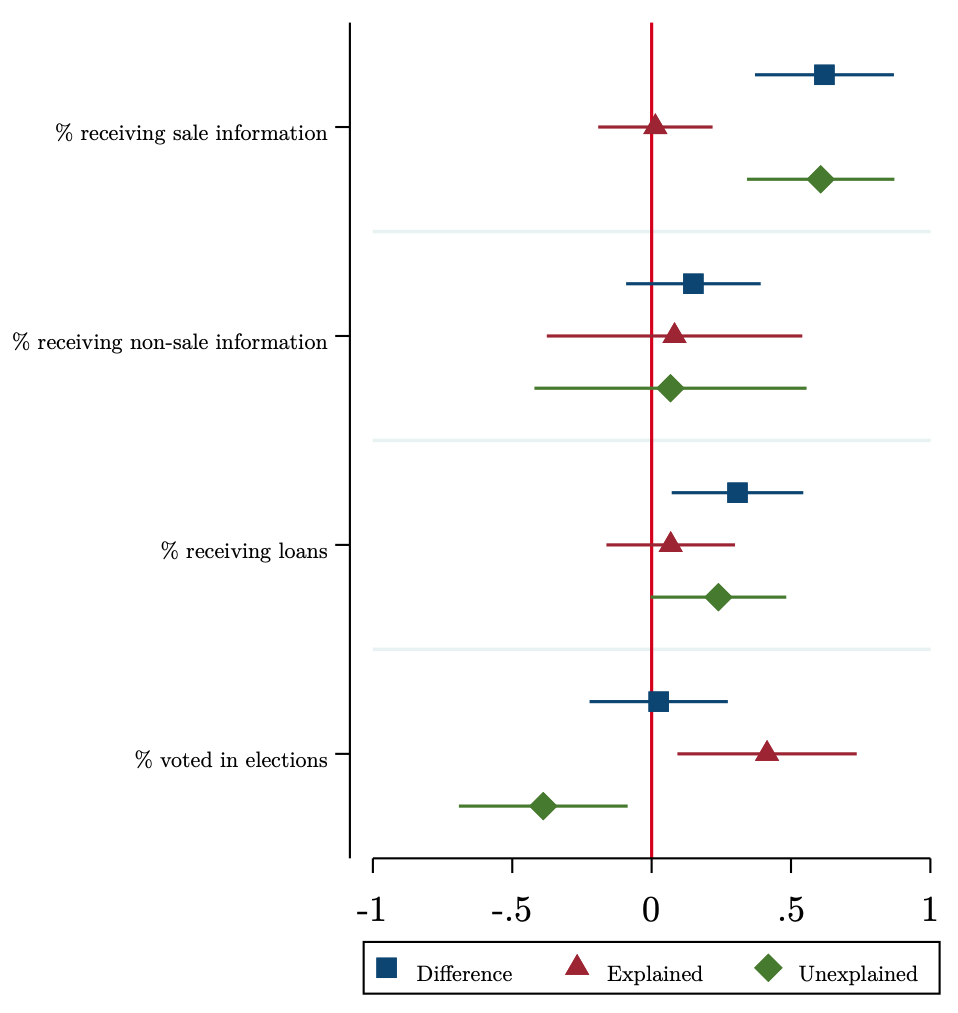 % receiving sale information
% receiving non-sale information
% receiving loans
% voted in elections
-1 -.5 0 .5 1
Difference Explained Unexplained